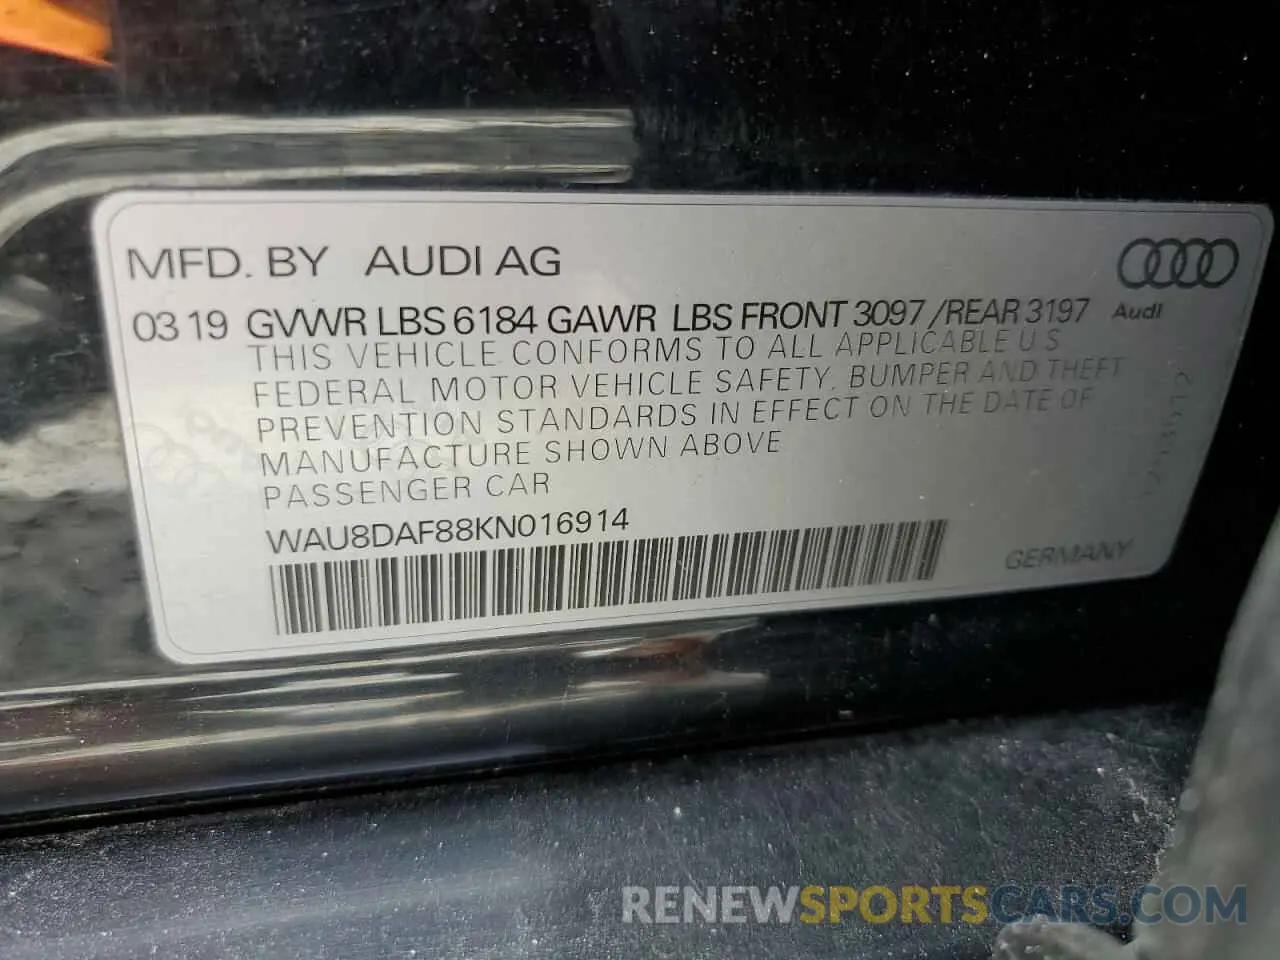 MFD. BY AUDI AG
Audi
03 19 GVWR LBS 6184 GAWR LBS FRONT 3097 /REAR 3197
THIS VEHICLE CONFORMS TO ALL APPLICABLE U S
FEDERAL MOTOR VEHICLE SAFETY, BUMPER AND THEFT
PREVENTION STANDARDS IN EFFECT ON THE DATE OF
MANUFACTURE SHOWN ABOVE
PASSENGER CAR
WAU8DAF88KN016914
GERMANY
RENEWSPORTSCARS.COM